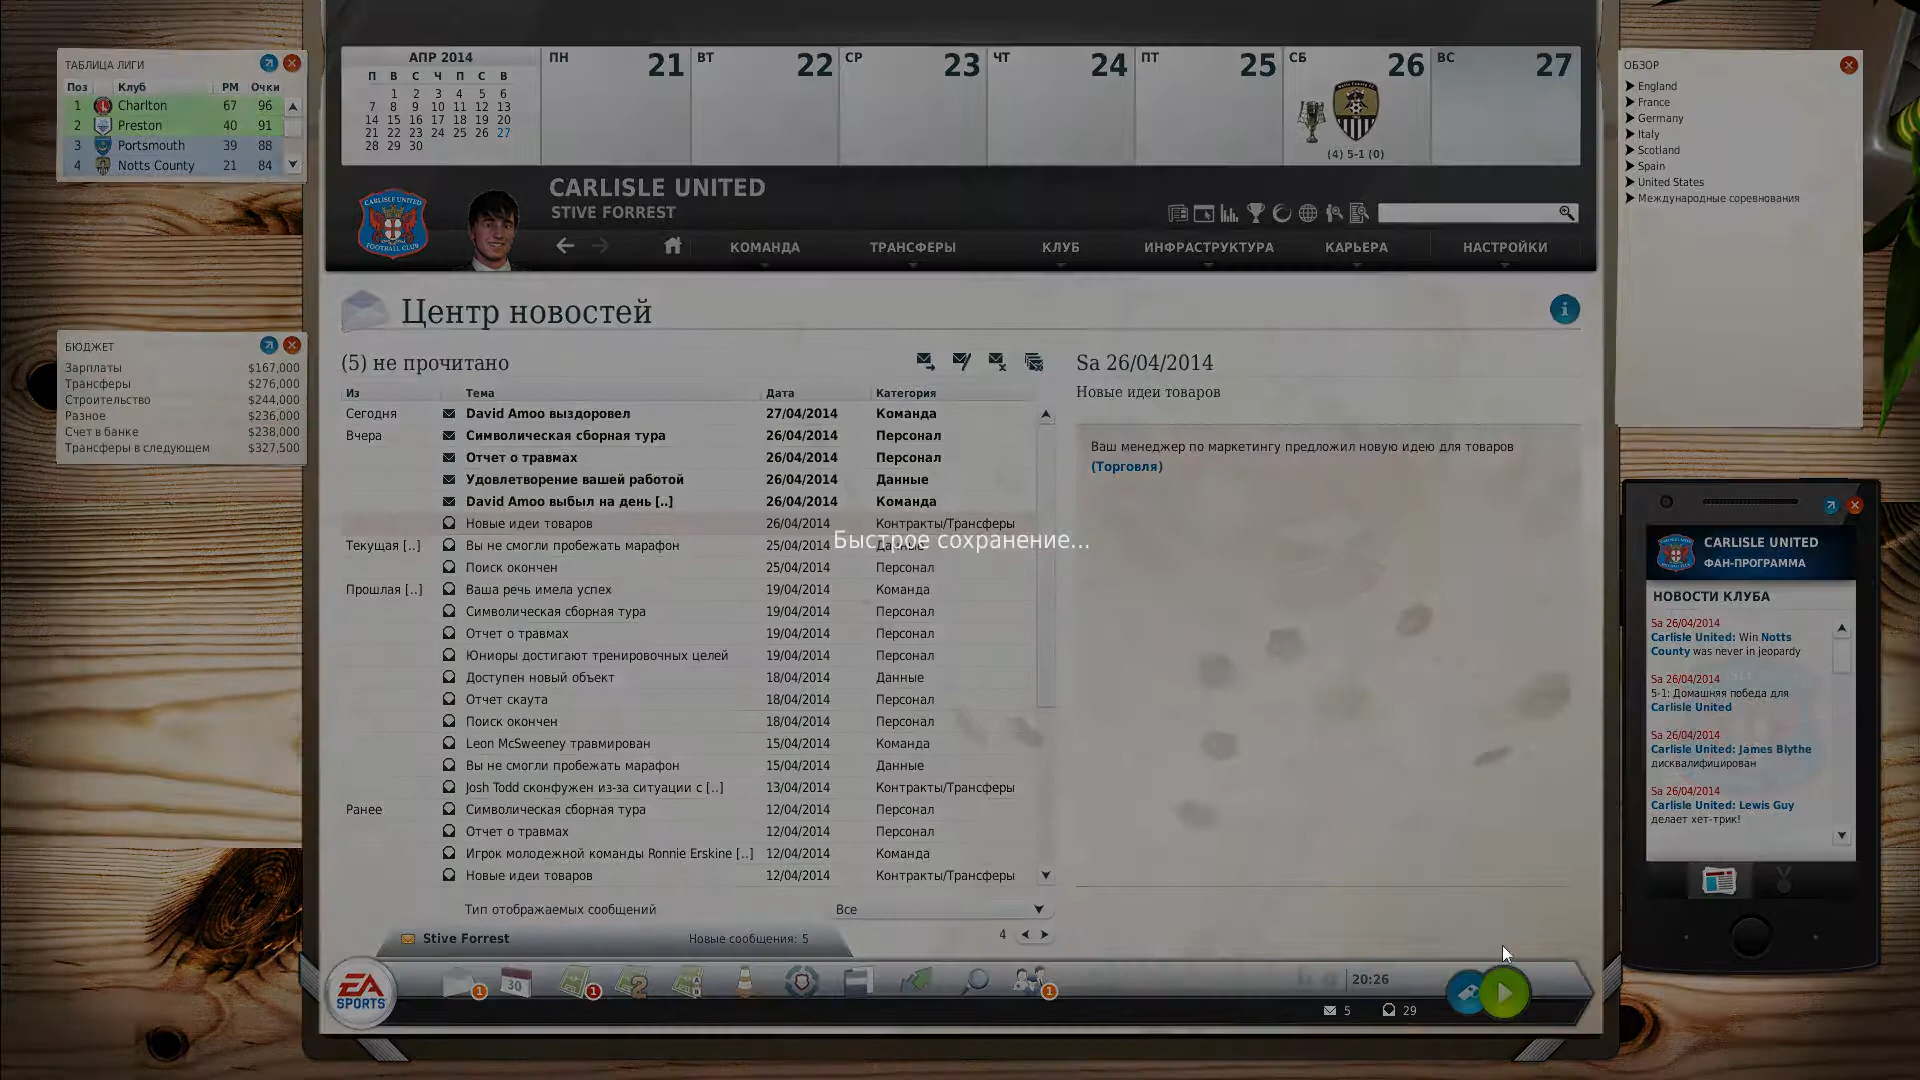 ТАБЛИЦА ЛИГИ
Поз Клуб РМ Очки
1 Charlton 67 96
2 Preston 40 91
3 Portsmouth 39 88
4 Notts County 21 84
БЮДЖЕТ
Зарплаты $167,000
Трансферы $276,000
Строительство $244,000
Разное $236,000
Счет в банке $238,000
Трансферы в следующем $327,500
АПР 2014
П В С Ч П С В
1 2 3 4 5 6
7 8 9 10 11 12 13
14 15 16 17 18 19 20
21 22 23 24 25 26 27
28 29 30
ПН 21 ВТ 22 СР 23 ЧТ 24 ПТ 25 СБ 26 ВС 27
(4) 5-1 (0)
CARLISLE UNITED
FOOTBALL CLUB
CARLISLE UNITED
STIVE FORREST
КОМАНДА ТРАНСФЕРЫ КЛУБ ИНФРАСТРУКТУРА КАРЬЕРА НАСТРОЙКИ
Центр новостей
(5) не прочитано
Из Тема Дата Категория
Сегодня David Amoo выздоровел 27/04/2014 Команда
Вчера Символическая сборная тура 26/04/2014 Персонал
Отчет о травмах 26/04/2014 Персонал
Удовлетворение вашей работой 26/04/2014 Данные
David Amoo выбыл на день [..] 26/04/2014 Команда
Новые идеи товаров 26/04/2014 Контракты/Трансферы
Текущая [..] Вы не смогли пробежать марафон 25/04/2014 Данные
Быстрое сохранение...
Поиск окончен 25/04/2014 Персонал
Прошлая [..] Ваша речь имела успех 19/04/2014 Команда
Символическая сборная тура 19/04/2014 Персонал
Отчет о травмах 19/04/2014 Персонал
Юниоры достигают тренировочных целей 19/04/2014 Персонал
Доступен новый объект 18/04/2014 Данные
Отчет скаута 18/04/2014 Персонал
Поиск окончен 18/04/2014 Персонал
Leon McSweeney травмирован 15/04/2014 Команда
Вы не смогли пробежать марафон 15/04/2014 Данные
Josh Todd сконфужен из-за ситуации с [..] 13/04/2014 Контракты/Трансферы
Ранее Символическая сборная тура 12/04/2014 Персонал
Отчет о травмах 12/04/2014 Персонал
Игрок молодежной команды Ronnie Erskine [..] 12/04/2014 Команда
Новые идеи товаров 12/04/2014 Контракты/Трансферы
Тип отображаемых сообщений Все
4
Sa 26/04/2014
Новые идеи товаров
Ваш менеджер по маркетингу предложил новую идею для товаров
(Торговля)
Stive Forrest Новые сообщения: 5
EA
SPORTS
1 30 1 2 1
20:26
5 29
ОБЗОР
England
France
Germany
Italy
Scotland
Spain
United States
Международные соревнования
CARLISLE UNITED
ФАН-ПРОГРАММА
НОВОСТИ КЛУБА
Sa 26/04/2014
Carlisle United: Win Notts
County was never in jeopardy
Sa 26/04/2014
5-1: Домашняя победа для
Carlisle United
Sa 26/04/2014
Carlisle United: James Blythe
дисквалифицирован
Sa 26/04/2014
Carlisle United: Lewis Guy
делает хет-трик!